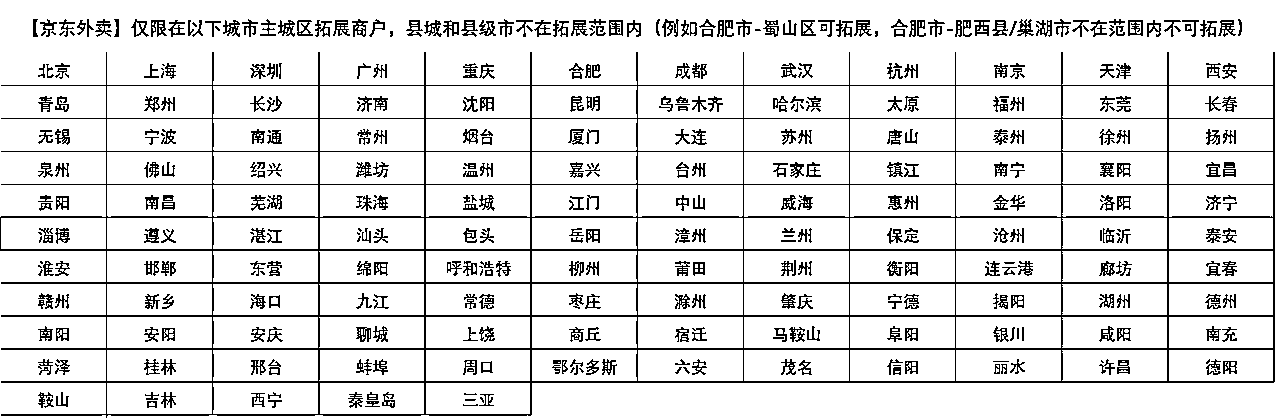 【京东外卖】仅限在以下城市主城区拓展商户，县城和县级市不在拓展范围内（例如合肥市-蜀山区可拓展，合肥市-肥西县/巢湖市不在范围内不可拓展）
北京 上海 深圳 广州 重庆 合肥 成都 武汉 杭州 南京 天津 西安
青岛 郑州 长沙 济南 沈阳 昆明 乌鲁木齐 哈尔滨 太原 福州 东莞 长春
无锡 宁波 南通 常州 烟台 厦门 大连 苏州 唐山 泰州 徐州 扬州
泉州 佛山 绍兴 潍坊 温州 嘉兴 台州 石家庄 镇江 南宁 襄阳 宜昌
贵阳 南昌 芜湖 珠海 盐城 江门 中山 威海 惠州 金华 洛阳 济宁
淄博 遵义 湛江 汕头 包头 岳阳 漳州 兰州 保定 沧州 临沂 泰安
淮安 邯郸 东营 绵阳 呼和浩特 柳州 莆田 荆州 衡阳 连云港 廊坊 宜春
赣州 新乡 海口 九江 常德 枣庄 滁州 肇庆 宁德 揭阳 湖州 德州
南阳 安阳 安庆 聊城 上饶 商丘 宿迁 马鞍山 阜阳 银川 咸阳 南充
菏泽 桂林 邢台 蚌埠 周口 鄂尔多斯 六安 茂名 信阳 丽水 许昌 德阳
鞍山 吉林 西宁 秦皇岛 三亚